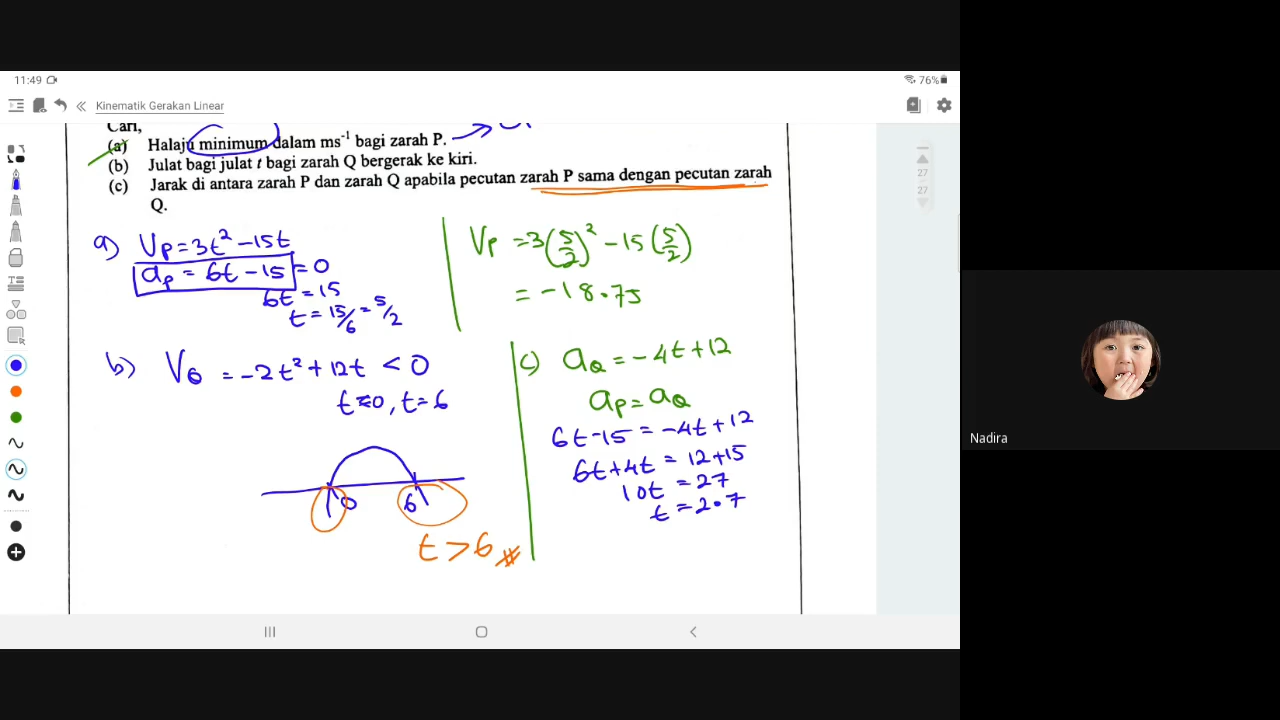 11:49
76%
Kinematik Gerakan Linear
Cari,
(a) Halaju minimum dalam ms⁻¹ bagi zarah P.
(b) Julat bagi julat t bagi zarah Q bergerak ke kiri.
(c) Jarak di antara zarah P dan zarah Q apabila pecutan zarah P sama dengan pecutan zarah
Q.
27
27
a) Vp = 3t² - 15t
ap = 6t - 15 = 0
6t = 15
t = 15/6 = 5/2
Vp = 3(5/2)² - 15(5/2)
= -18.75
b) VQ = -2t² + 12t < 0
t = 0, t = 6
0 6
t > 6 #
c) aQ = -4t + 12
ap = aQ
6t - 15 = -4t + 12
6t + 4t = 12 + 15
10t = 27
t = 2.7
Nadira